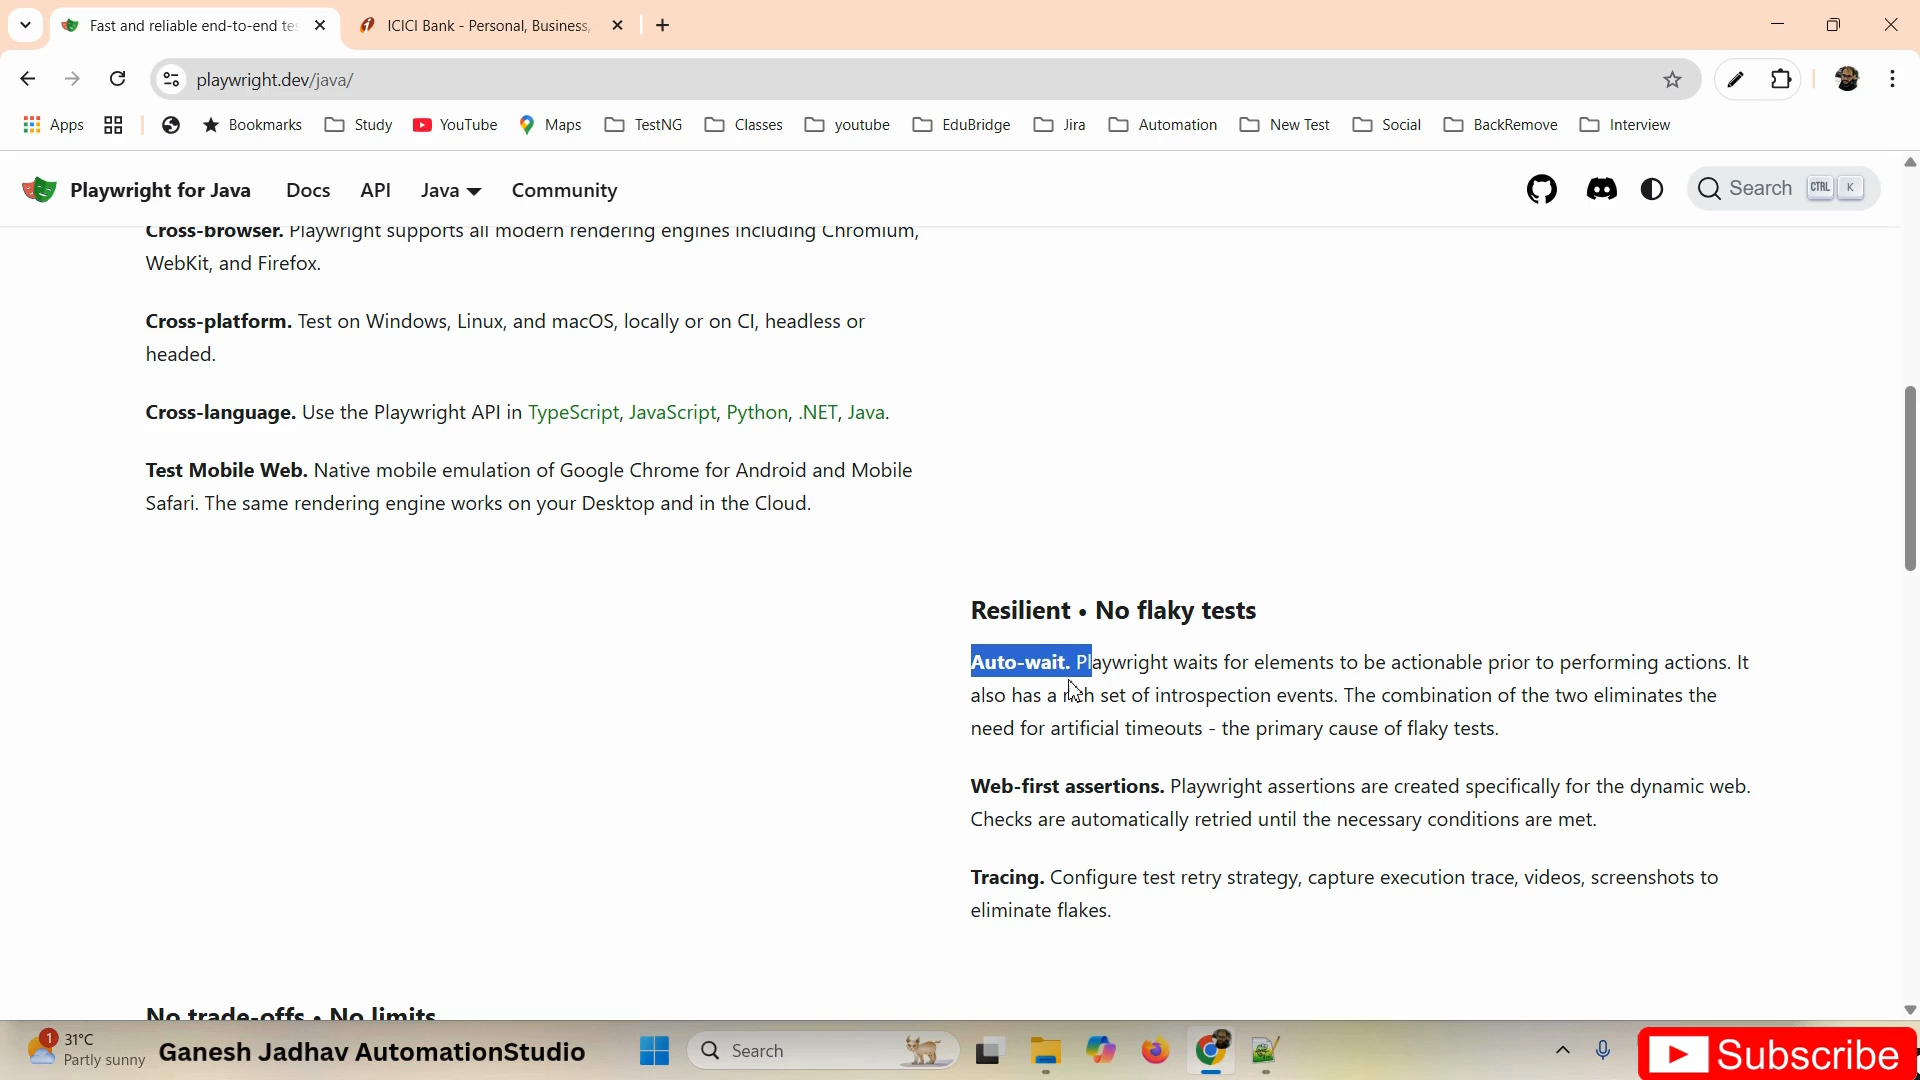 Fast and reliable end-to-end te
ICICI Bank - Personal, Business,
playwright.dev/java/
Apps
Bookmarks
Study
YouTube
Maps
TestNG
Classes
youtube
EduBridge
Jira
Automation
New Test
Social
BackRemove
Interview
Playwright for Java
Docs
API
Java
Community
Search
CTRL
K
Cross-browser. Playwright supports all modern rendering engines including Chromium,
WebKit, and Firefox.
Cross-platform. Test on Windows, Linux, and macOS, locally or on CI, headless or
headed.
Cross-language. Use the Playwright API in TypeScript, JavaScript, Python, .NET, Java.
Test Mobile Web. Native mobile emulation of Google Chrome for Android and Mobile
Safari. The same rendering engine works on your Desktop and in the Cloud.
Resilient • No flaky tests
Auto-wait. Playwright waits for elements to be actionable prior to performing actions. It
also has a rich set of introspection events. The combination of the two eliminates the
need for artificial timeouts - the primary cause of flaky tests.
Web-first assertions. Playwright assertions are created specifically for the dynamic web.
Checks are automatically retried until the necessary conditions are met.
Tracing. Configure test retry strategy, capture execution trace, videos, screenshots to
eliminate flakes.
No trade-offs • No limits
1
31°C
Partly sunny
Ganesh Jadhav AutomationStudio
Search
Subscribe